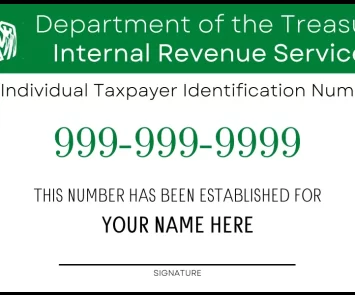 Department of the Treasu
Internal Revenue Service
Individual Taxpayer Identification Num
999-999-9999
THIS NUMBER HAS BEEN ESTABLISHED FOR
YOUR NAME HERE
SIGNATURE